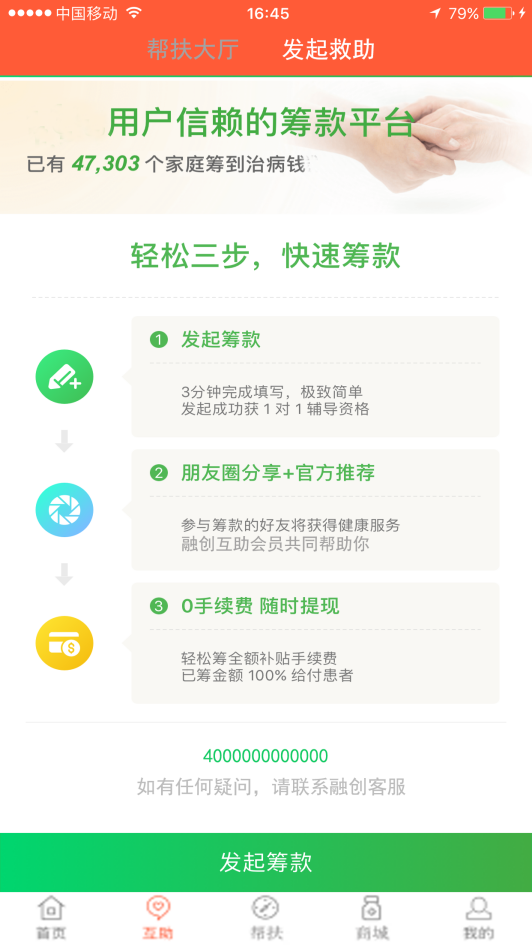 中国移动 16:45 79%
帮扶大厅 发起救助
用户信赖的筹款平台
已有 47,303 个家庭筹到治病钱
轻松三步，快速筹款
1 发起筹款
3分钟完成填写，极致简单
发起成功获 1 对 1 辅导资格
2 朋友圈分享+官方推荐
参与筹款的好友将获得健康服务
融创互助会员共同帮助你
3 0手续费 随时提现
轻松筹全额补贴手续费
已筹金额 100% 给付患者
4000000000000
如有任何疑问，请联系融创客服
发起筹款
首页 互助 帮扶 商城 我的